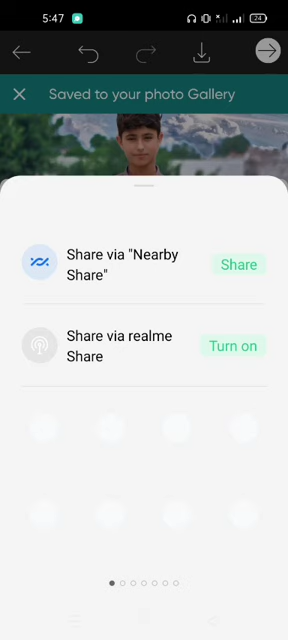 5:47
24
Saved to your photo Gallery
Share via "Nearby
Share"
Share
Share via realme
Share
Turn on